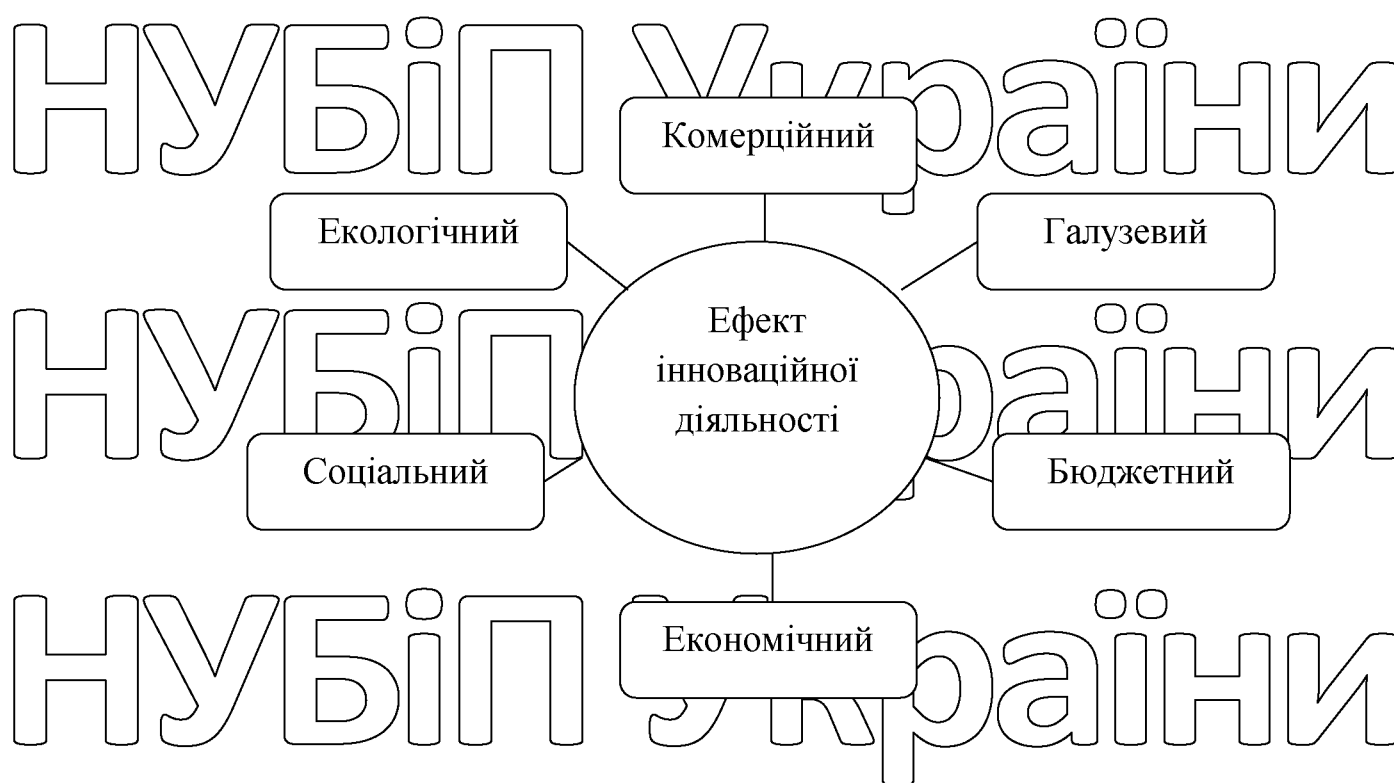 НУБіП України
Комерційний
Екологічний
Галузевий
НУБіП України
Ефект
інноваційної
діяльності
Соціальний
Бюджетний
НУБіП України
Економічний